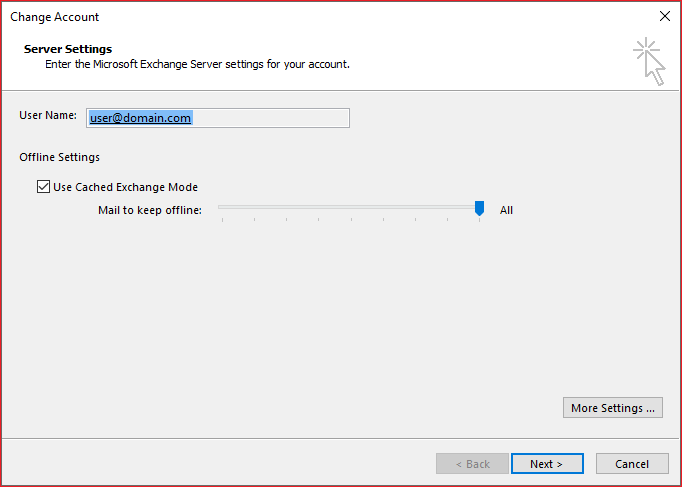 Change Account
Server Settings
Enter the Microsoft Exchange Server settings for your account.
User Name: user@domain.com
Offline Settings
Use Cached Exchange Mode
Mail to keep offline: All
More Settings ...
< Back Next > Cancel